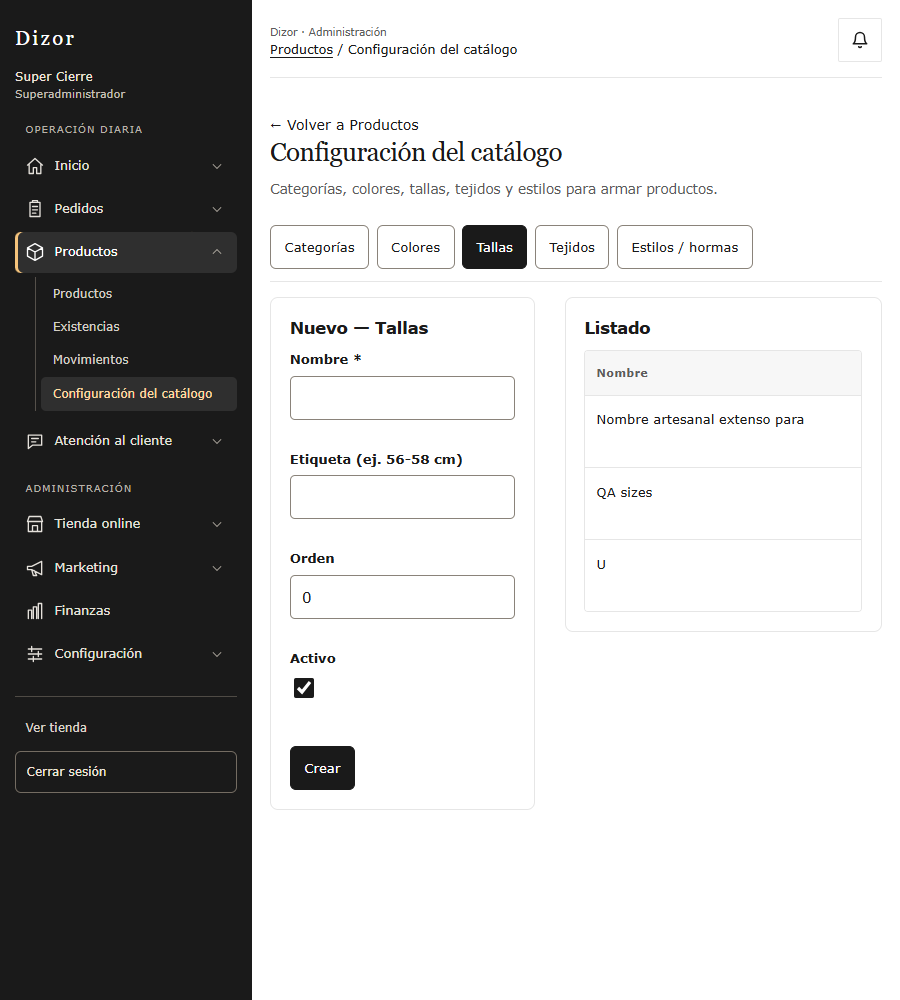 Dizor
Super Cierre
Superadministrador
OPERACIÓN DIARIA
Inicio
Pedidos
Productos
Productos
Existencias
Movimientos
Configuración del catálogo
Atención al cliente
ADMINISTRACIÓN
Tienda online
Marketing
Finanzas
Configuración
Ver tienda
Cerrar sesión
Dizor · Administración
Productos / Configuración del catálogo
← Volver a Productos
Configuración del catálogo
Categorías, colores, tallas, tejidos y estilos para armar productos.
Categorías
Colores
Tallas
Tejidos
Estilos / hormas
Nuevo — Tallas
Nombre *
Etiqueta (ej. 56-58 cm)
Orden
0
Activo
Crear
Listado
Nombre
Nombre artesanal extenso para
QA sizes
U